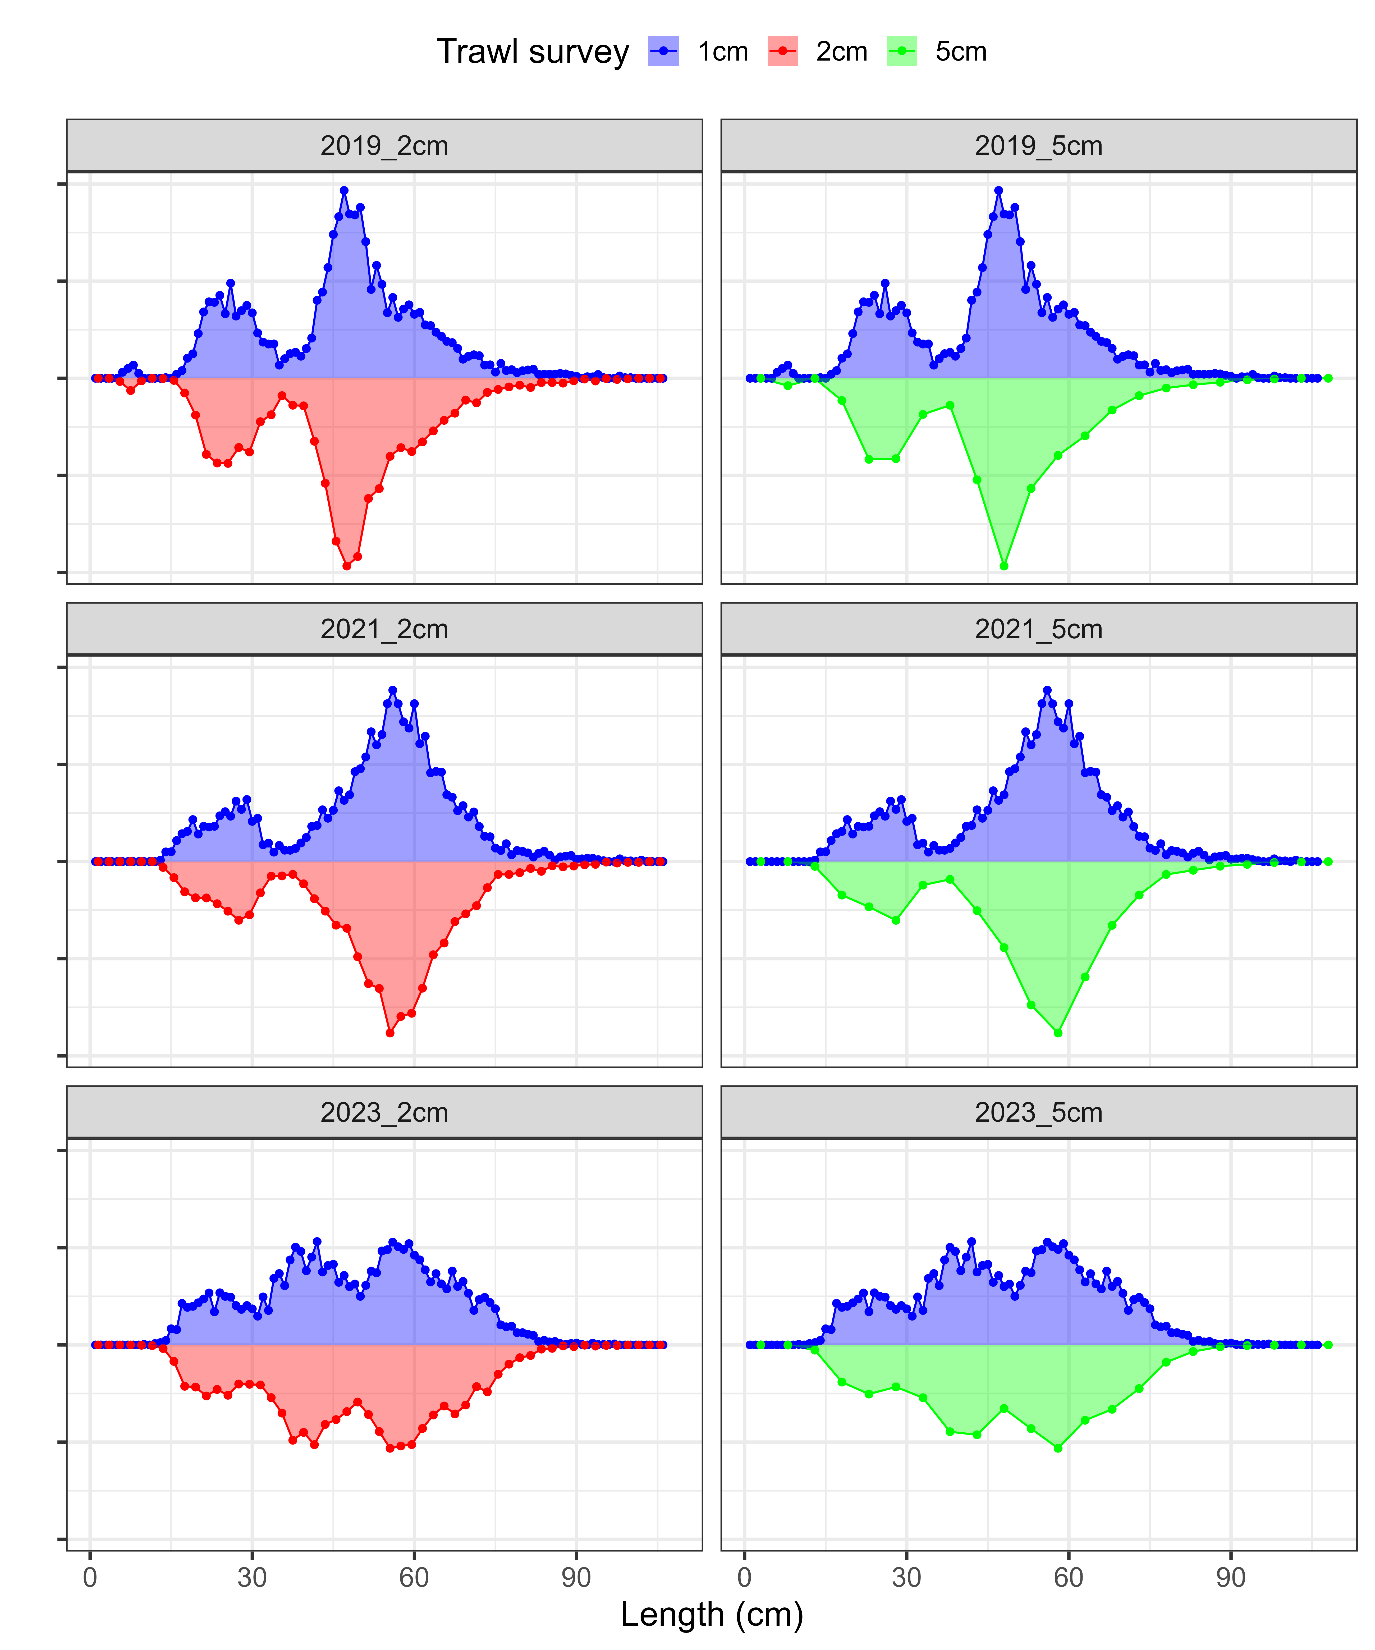 Trawl survey 1cm 2cm 5cm
2019_2cm 2019_5cm
2021_2cm 2021_5cm
2023_2cm 2023_5cm
0 30 60 90 0 30 60 90
Length (cm)